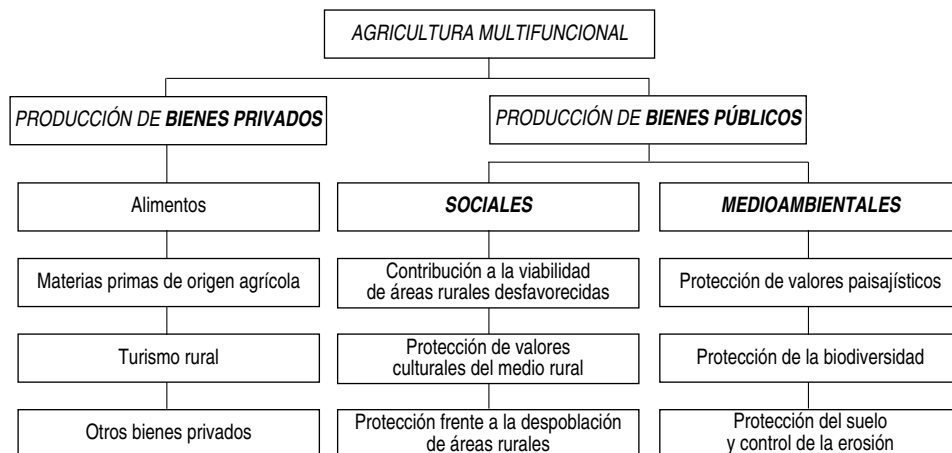 AGRICULTURA MULTIFUNCIONAL
PRODUCCIÓN DE BIENES PRIVADOS
PRODUCCIÓN DE BIENES PÚBLICOS
Alimentos
SOCIALES
MEDIOAMBIENTALES
Materias primas de origen agrícola
Contribución a la viabilidad
de áreas rurales desfavorecidas
Protección de valores paisajísticos
Turismo rural
Protección de valores
culturales del medio rural
Protección de la biodiversidad
Otros bienes privados
Protección frente a la despoblación
de áreas rurales
Protección del suelo
y control de la erosión